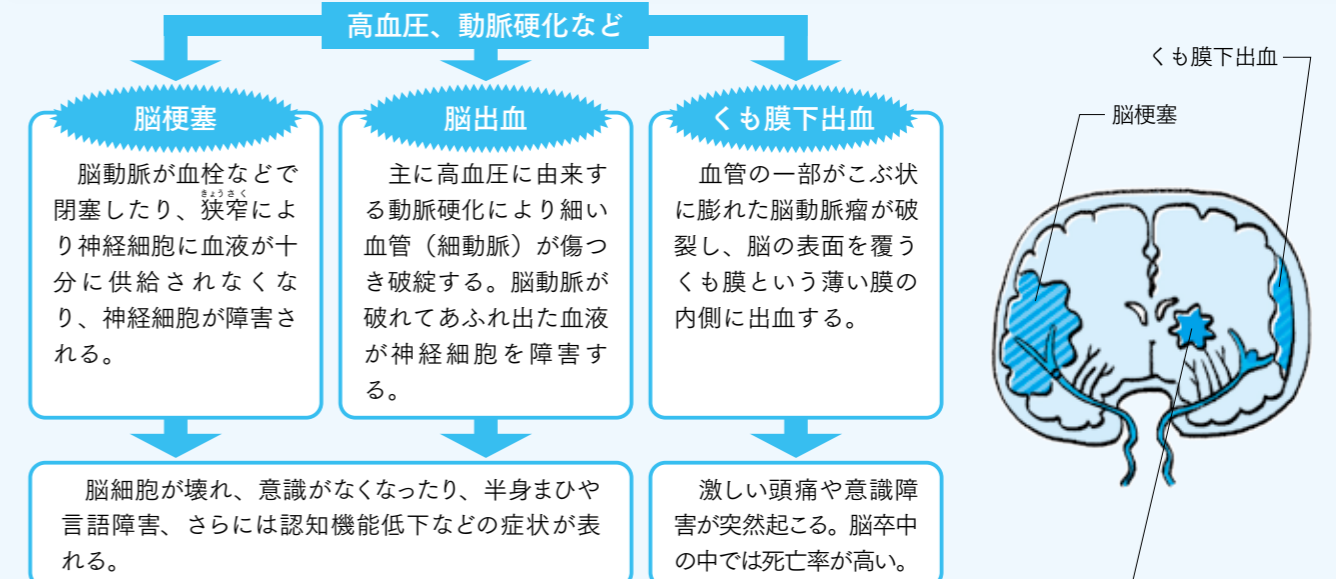 高血圧、動脈硬化など
脳梗塞
脳動脈が血栓などで
閉塞したり、狭窄によ
り神経細胞に血液が十
分に供給されなくな
り、神経細胞が障害さ
れる。
きょうさく
脳出血
主に高血圧に由来す
る動脈硬化により細い
血管（細動脈）が傷つ
き破綻する。脳動脈が
破れてあふれ出た血液
が神経細胞を障害す
る。
くも膜下出血
血管の一部がこぶ状
に膨れた脳動脈瘤が破
裂し、脳の表面を覆う
くも膜という薄い膜の
内側に出血する。
脳細胞が壊れ、意識がなくなったり、半身まひや
言語障害、さらには認知機能低下などの症状が表
れる。
激しい頭痛や意識障
害が突然起こる。脳卒中
の中では死亡率が高い。
くも膜下出血
脳梗塞